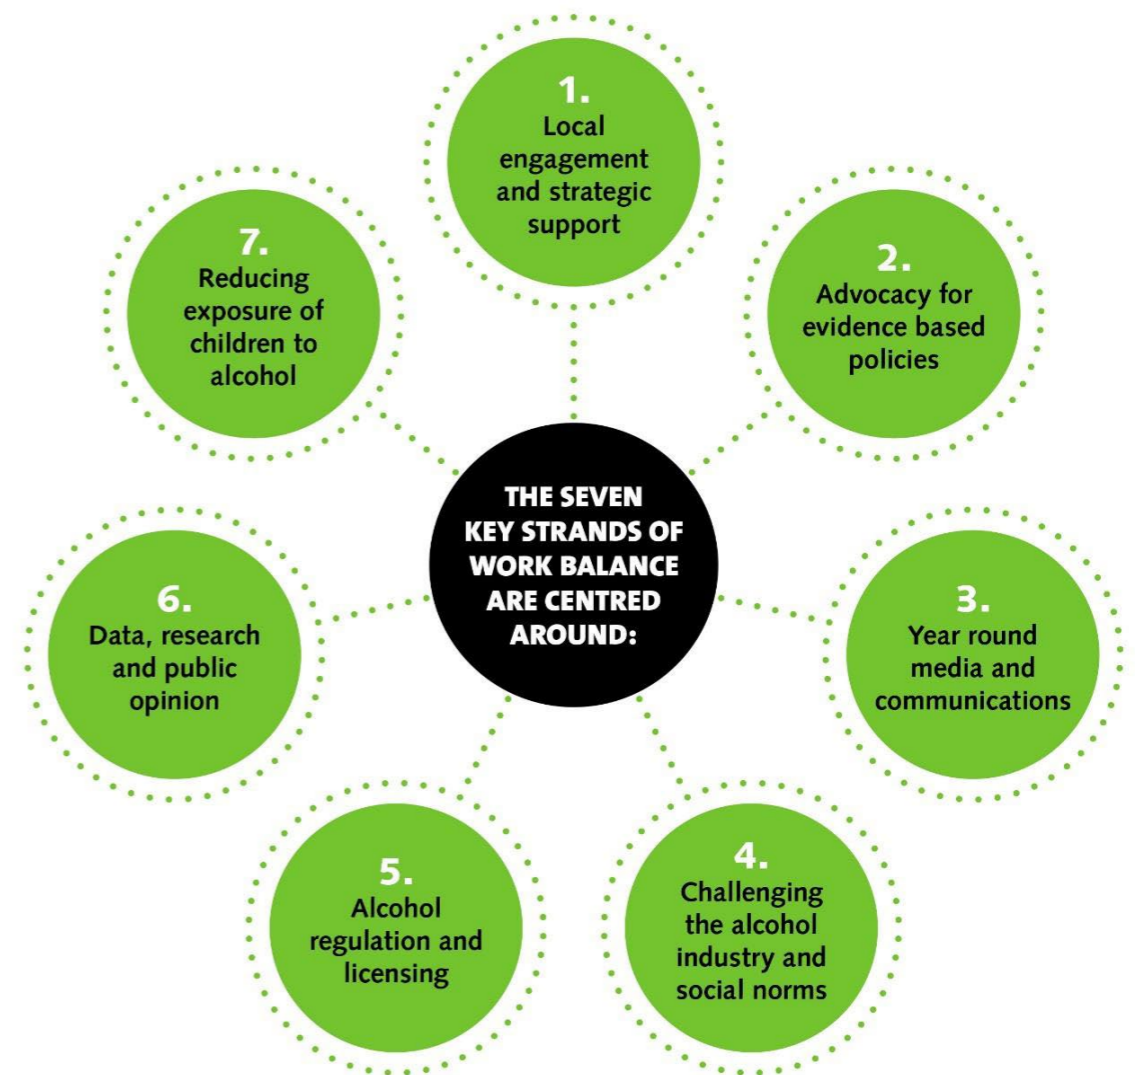 THE SEVEN
KEY STRANDS OF
WORK BALANCE
ARE CENTRED
AROUND:
1.
Local
engagement
and strategic
support
2.
Advocacy for
evidence based
policies
3.
Year round
media and
communications
4.
Challenging
the alcohol
industry and
social norms
5.
Alcohol
regulation and
licensing
6.
Data, research
and public
opinion
7.
Reducing
exposure of
children to
alcohol